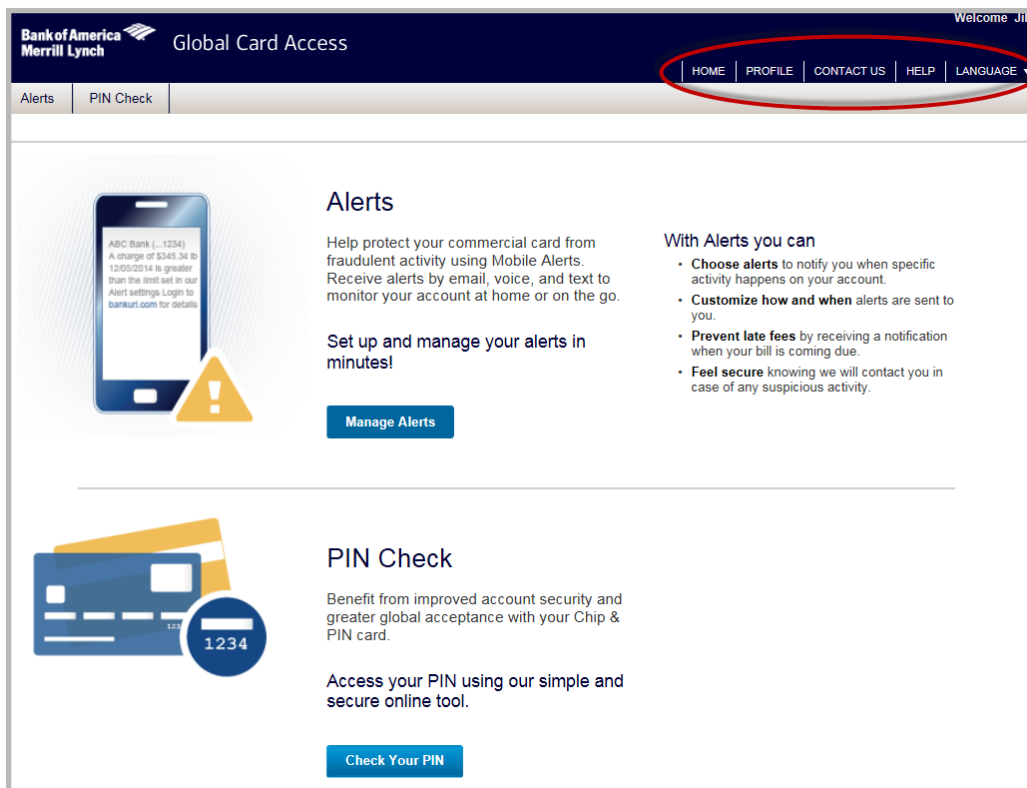 Welcome Jil
Bank of America
Merrill Lynch
Global Card Access
HOME PROFILE CONTACT US HELP LANGUAGE
Alerts PIN Check
Alerts
Help protect your commercial card from
fraudulent activity using Mobile Alerts.
Receive alerts by email, voice, and text to
monitor your account at home or on the go.
Set up and manage your alerts in
minutes!
Manage Alerts
With Alerts you can
• Choose alerts to notify you when specific
activity happens on your account.
• Customize how and when alerts are sent to
you.
• Prevent late fees by receiving a notification
when your bill is coming due.
• Feel secure knowing we will contact you in
case of any suspicious activity.
ABC Bank (...1234)
A charge of $345.34 lb
12/05/2014 is greater
than the limit set in our
Alert settings Login to
bankurl.com for details
PIN Check
Benefit from improved account security and
greater global acceptance with your Chip &
PIN card.
Access your PIN using our simple and
secure online tool.
Check Your PIN
123
1234